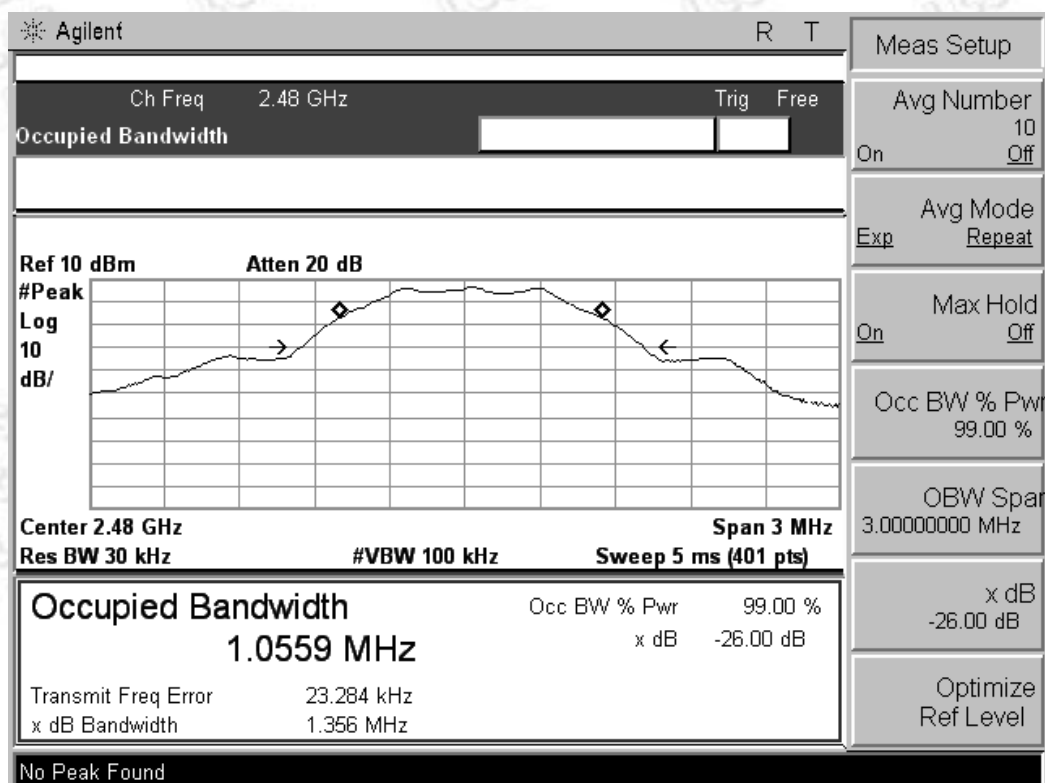 Agilent R T
Ch Freq 2.48 GHz Trig Free
Occupied Bandwidth
Ref 10 dBm Atten 20 dB
#Peak
Log
10
dB/
Center 2.48 GHz Span 3 MHz
Res BW 30 kHz #VBW 100 kHz Sweep 5 ms (401 pts)
Occupied Bandwidth
1.0559 MHz
Occ BW % Pwr 99.00 %
x dB -26.00 dB
Transmit Freq Error 23.284 kHz
x dB Bandwidth 1.356 MHz
No Peak Found
Meas Setup
Avg Number
10
On Off
Avg Mode
Exp Repeat
Max Hold
On Off
Occ BW % Pwr
99.00 %
OBW Span
3.00000000 MHz
x dB
-26.00 dB
Optimize
Ref Level